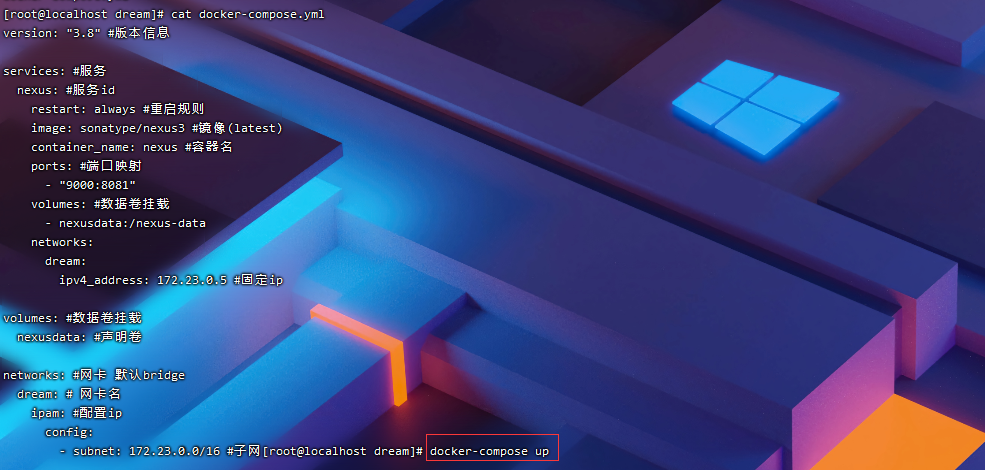 [root@localhost dream]# cat docker-compose.yml
version: "3.8" #版本信息
services: #服务
nexus: #服务id
restart: always #重启规则
image: sonatype/nexus3 #镜像(latest)
container_name: nexus #容器名
ports: #端口映射
- "9000:8081"
volumes: #数据卷挂载
- nexusdata:/nexus-data
networks:
dream:
ipv4_address: 172.23.0.5 #固定ip
volumes: #数据卷挂载
nexusdata: #声明卷
networks: #网卡 默认bridge
dream: # 网卡名
ipam: #配置ip
config:
- subnet: 172.23.0.0/16 #子网[root@localhost dream]# docker-compose up